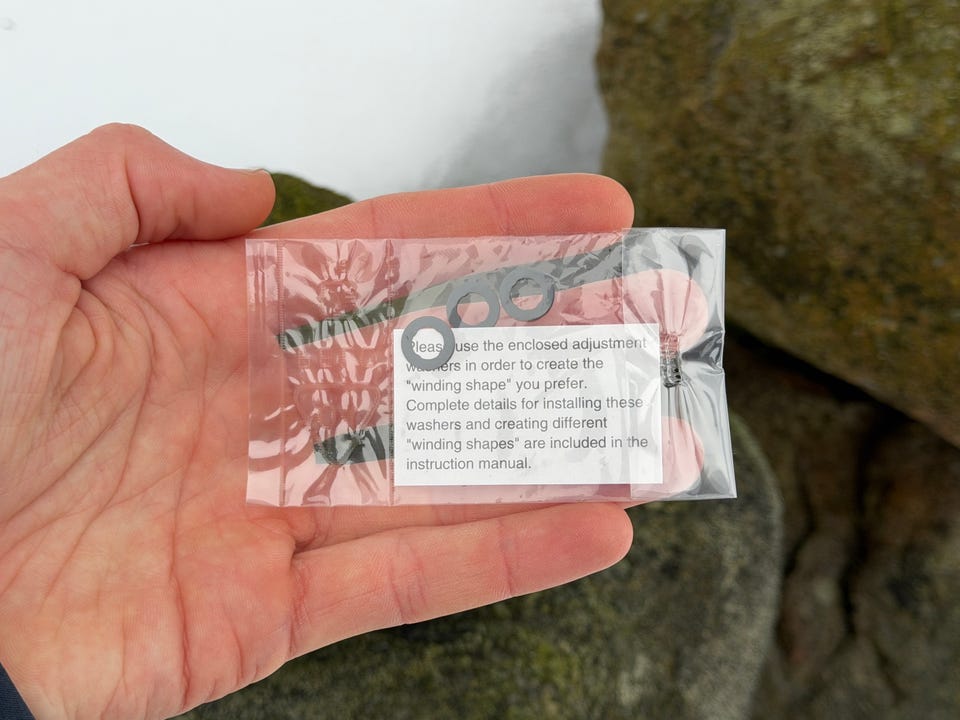 Please use the enclosed adjustment
washers in order to create the
"winding shape" you prefer.
Complete details for installing these
washers and creating different
"winding shapes" are included in the
instruction manual.